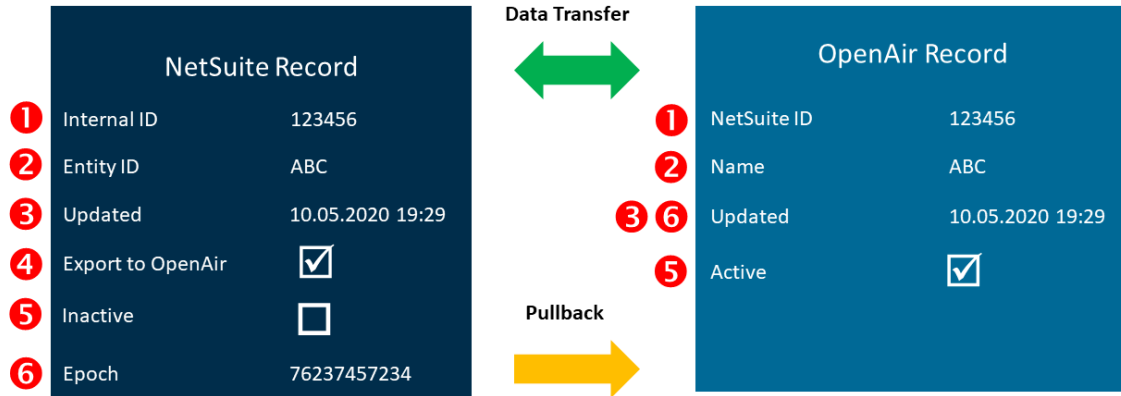 Data Transfer
NetSuite Record
OpenAir Record
1 Internal ID 123456
1 NetSuite ID 123456
2 Entity ID ABC
2 Name ABC
3 Updated 10.05.2020 19:29
3 6 Updated 10.05.2020 19:29
4 Export to OpenAir
5 Active
5 Inactive
Pullback
6 Epoch 76237457234